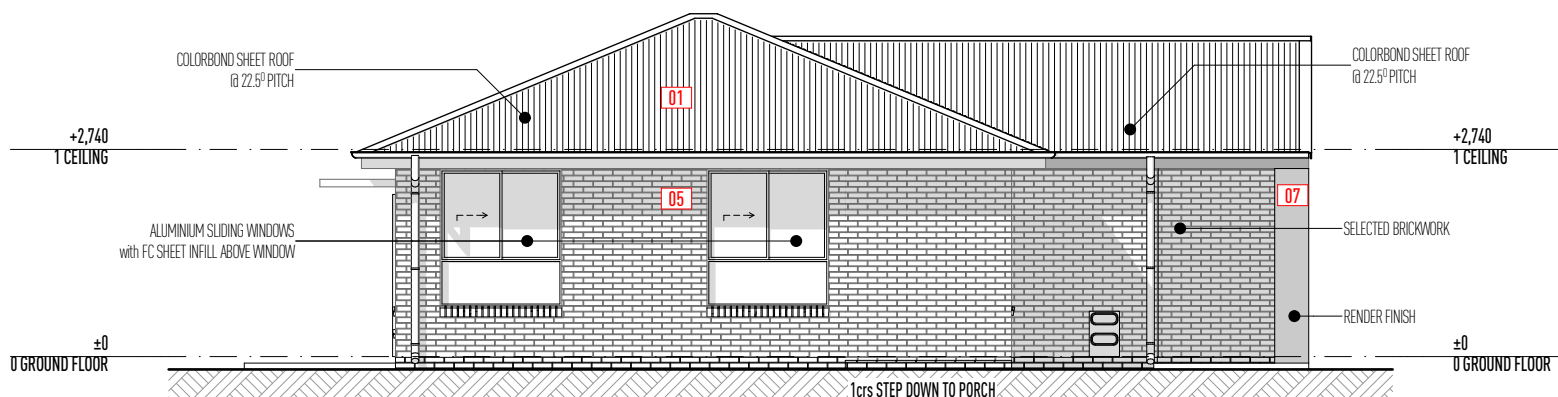 COLORBOND SHEET ROOF
@ 22.5⁰ PITCH
COLORBOND SHEET ROOF
@ 22.5⁰ PITCH
01
+2,740
1 CEILING
+2,740
1 CEILING
05
07
ALUMINIUM SLIDING WINDOWS
with FC SHEET INFILL ABOVE WINDOW
SELECTED BRICKWORK
RENDER FINISH
±0
0 GROUND FLOOR
±0
0 GROUND FLOOR
1crs STEP DOWN TO PORCH